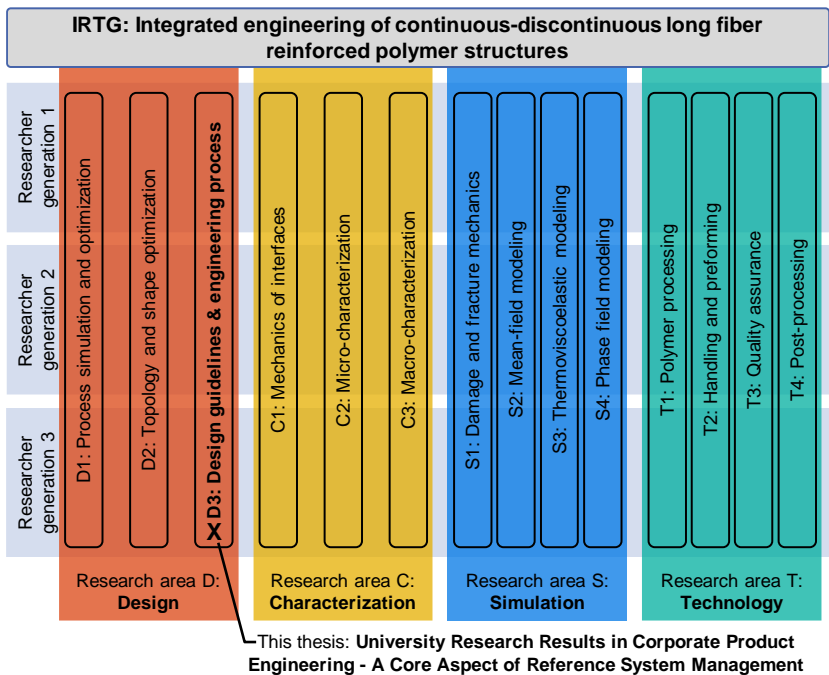 IRTG: Integrated engineering of continuous-discontinuous long fiber
reinforced polymer structures
Researcher
generation 1
Researcher
generation 2
Researcher
generation 3
D1: Process simulation and optimization
D2: Topology and shape optimization
X D3: Design guidelines & engineering process
C1: Mechanics of interfaces
C2: Micro-characterization
C3: Macro-characterization
S1: Damage and fracture mechanics
S2: Mean-field modeling
S3: Thermoviscoelastic modeling
S4: Phase field modeling
T1: Polymer processing
T2: Handling and preforming
T3: Quality assurance
T4: Post-processing
Research area D:
Design
Research area C:
Characterization
Research area S:
Simulation
Research area T:
Technology
This thesis: University Research Results in Corporate Product
Engineering - A Core Aspect of Reference System Management